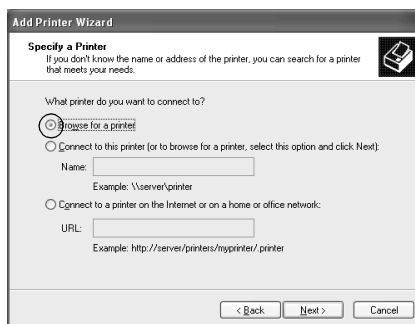 Add Printer Wizard
Specify a Printer
If you don't know the name or address of the printer, you can search for a printer
that meets your needs.
What printer do you want to connect to?
Browse for a printer
Connect to this printer (or to browse for a printer, select this option and click Next):
Name:
Example: \\server\printer
Connect to a printer on the Internet or on a home or office network:
URL:
Example: http://server/printers/myprinter/.printer
< Back
Next >
Cancel